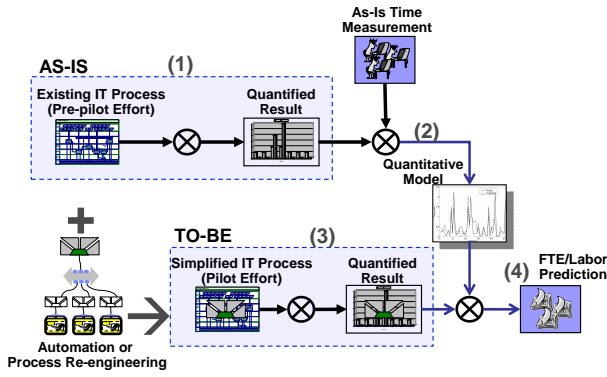 As-Is Time
Measurement
AS-IS
(1)
Existing IT Process
(Pre-pilot Effort)
Quantified
Result
(2)
Quantitative
Model
TO-BE
(3)
Simplified IT Process
(Pilot Effort)
Quantified
Result
(4)
FTE/Labor
Prediction
Automation or
Process Re-engineering